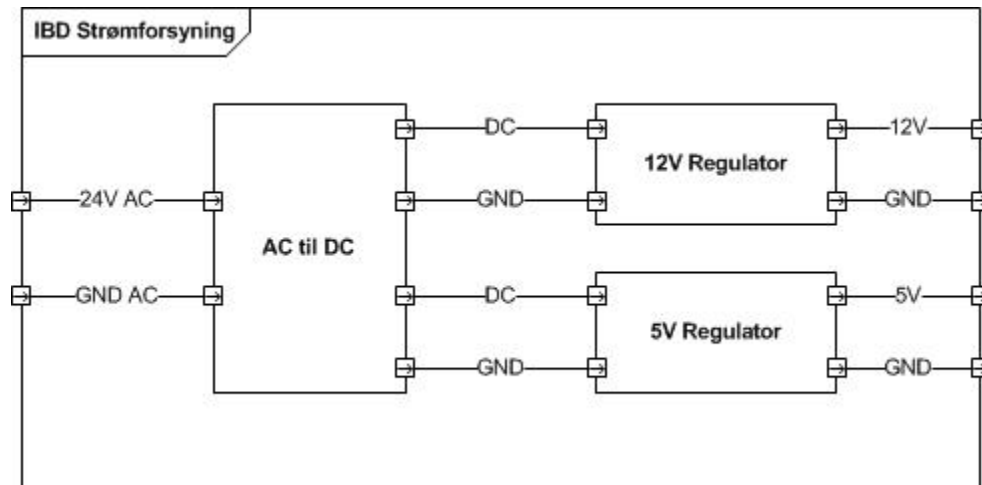 IBD Strømforsyning
DC
12V
12V Regulator
24V AC
GND
GND
AC til DC
GND AC
DC
5V
5V Regulator
GND
GND